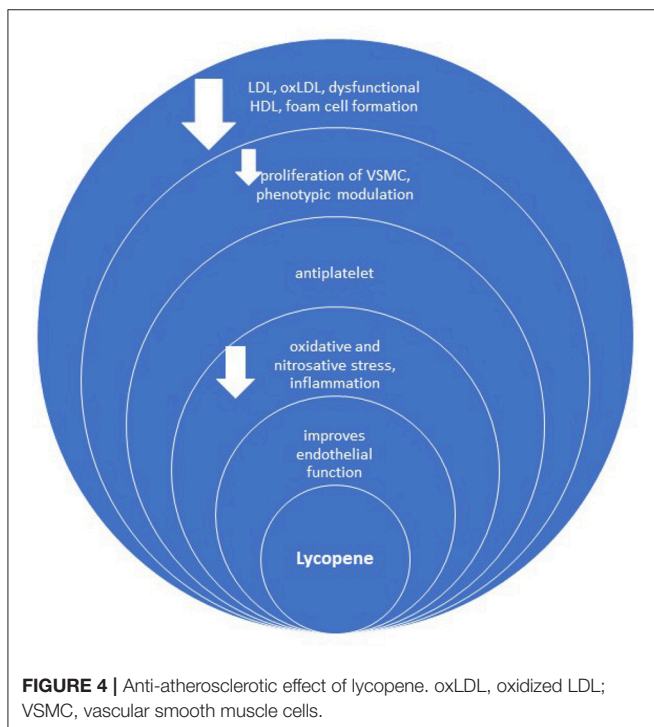 LDL, oxLDL, dysfunctional
HDL, foam cell formation
proliferation of VSMC,
phenotypic modulation
antiplatelet
oxidative and
nitrosative stress,
inflammation
improves
endothelial
function
Lycopene
FIGURE 4 | Anti-atherosclerotic effect of lycopene. oxLDL, oxidized LDL;
VSMC, vascular smooth muscle cells.